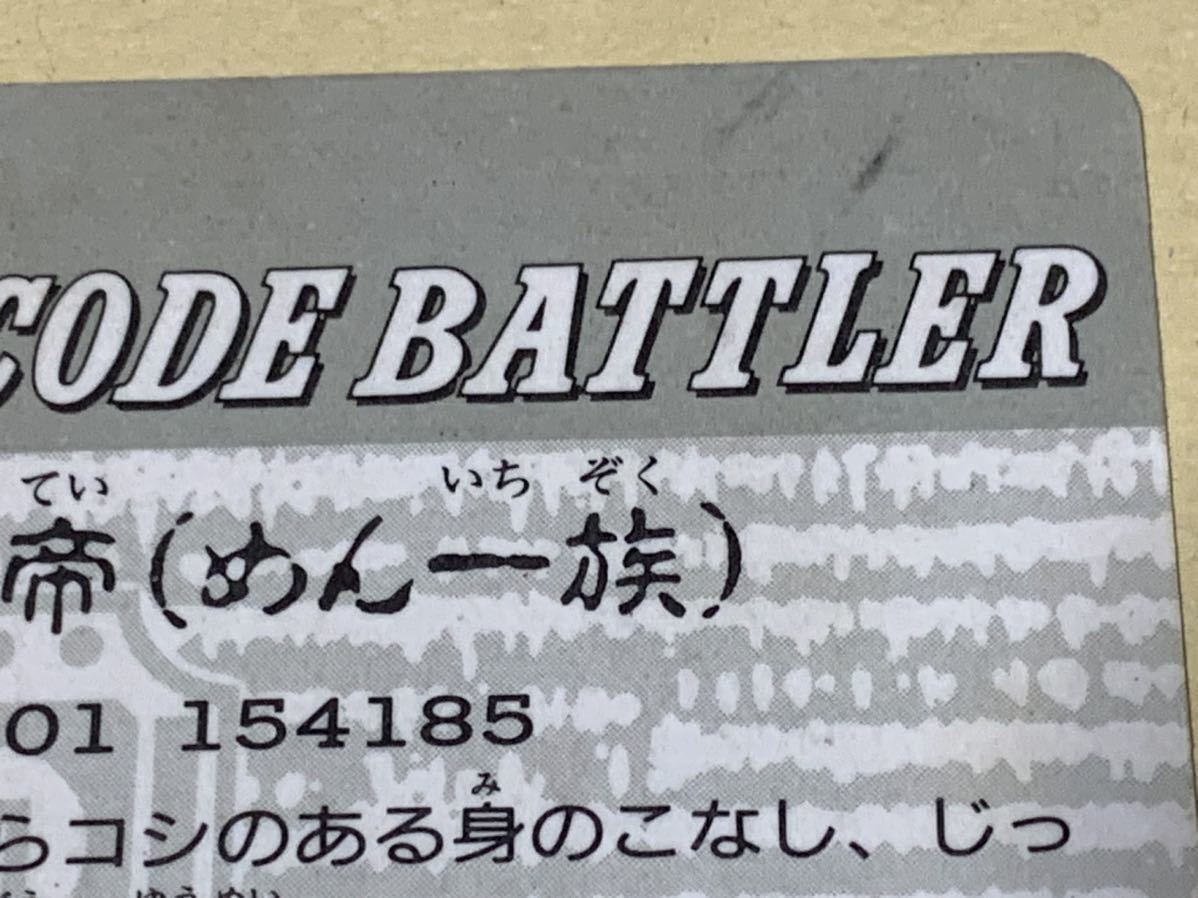 CODE BATTLER
てい いち ぞく
帝(めん一族)
01 154185
み
らコシのある身のこなし、じっ